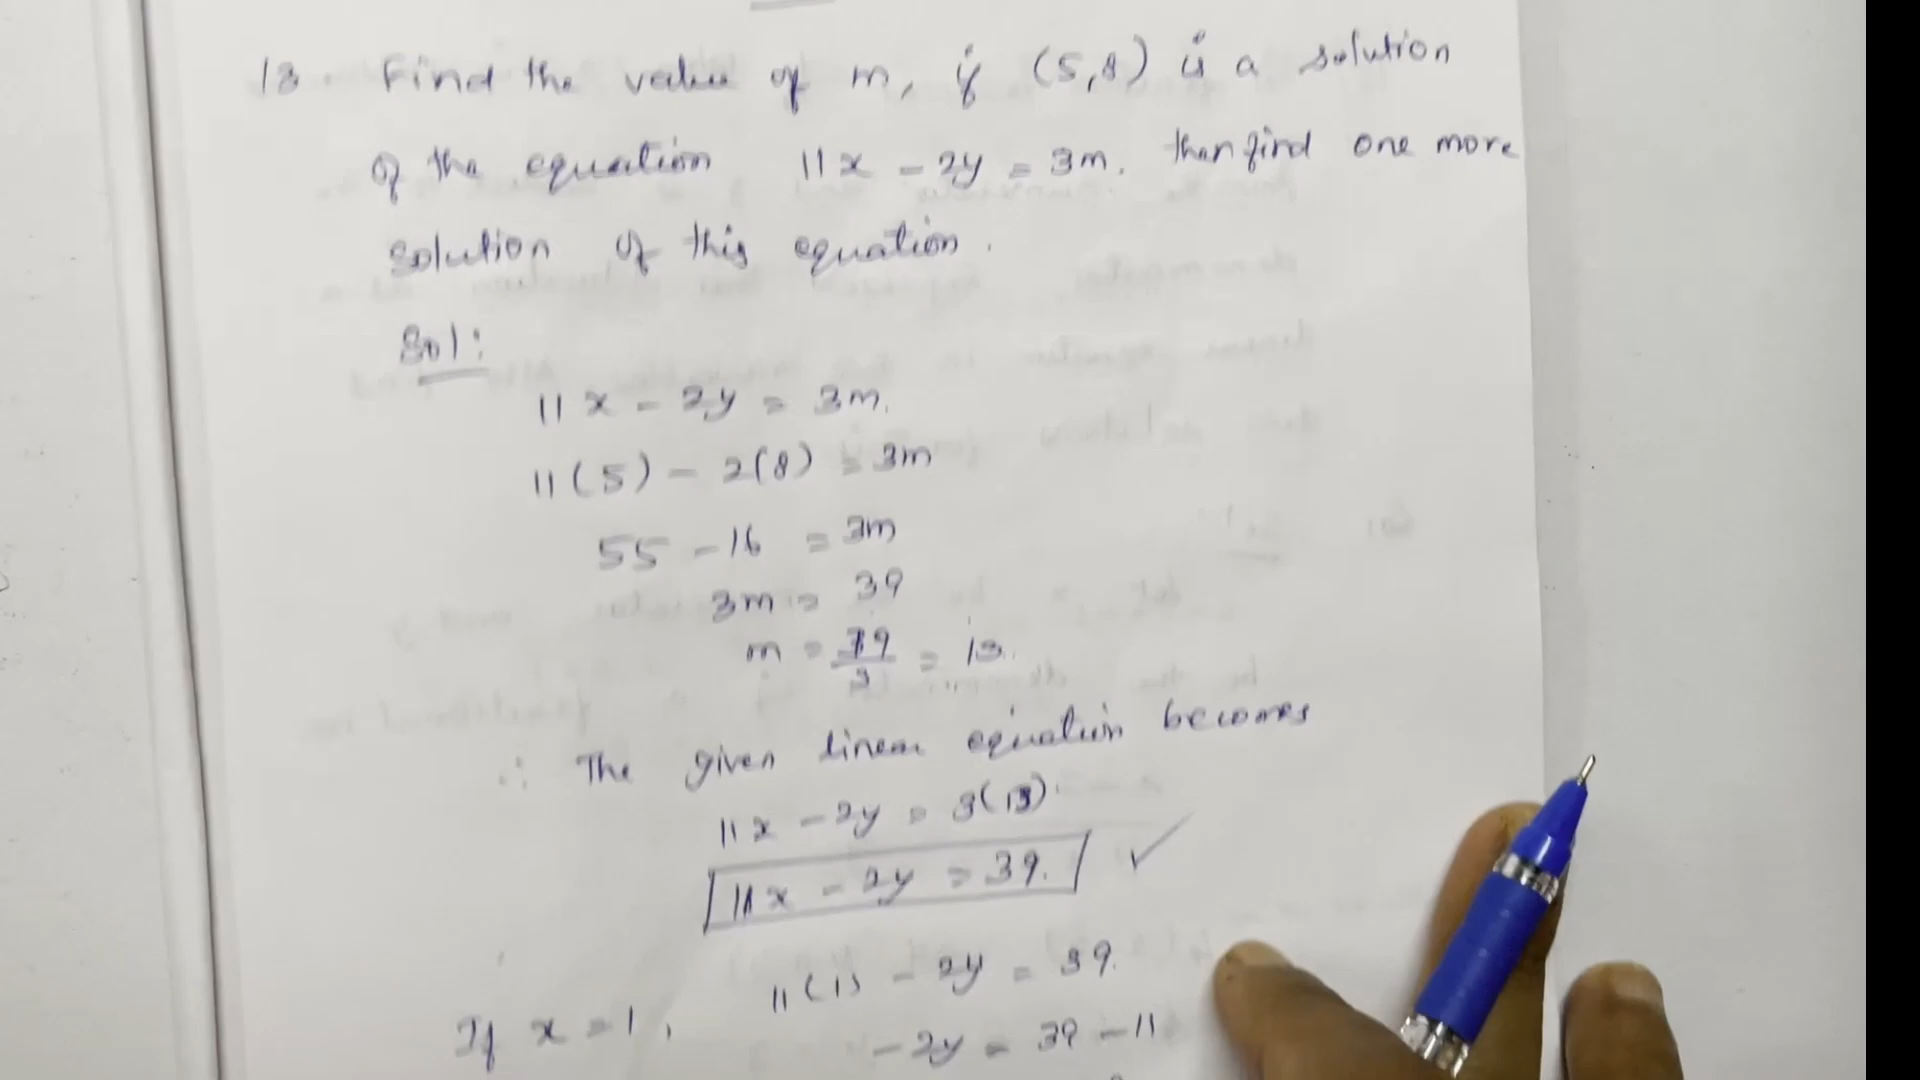 13. Find the value of m, if (5,8) is a solution
of the equation 11x - 2y = 3m. then find one more
solution of this equation.
Sol:
11x - 2y = 3m.
11(5) - 2(8) = 3m
55 - 16 = 3m
3m = 39
m = 39/3 = 13.
∴ The given linear equation becomes
11x - 2y = 3(13).
11x - 2y = 39. ✓
If x = 1, 11(1) - 2y = 39.
-2y = 39 - 11